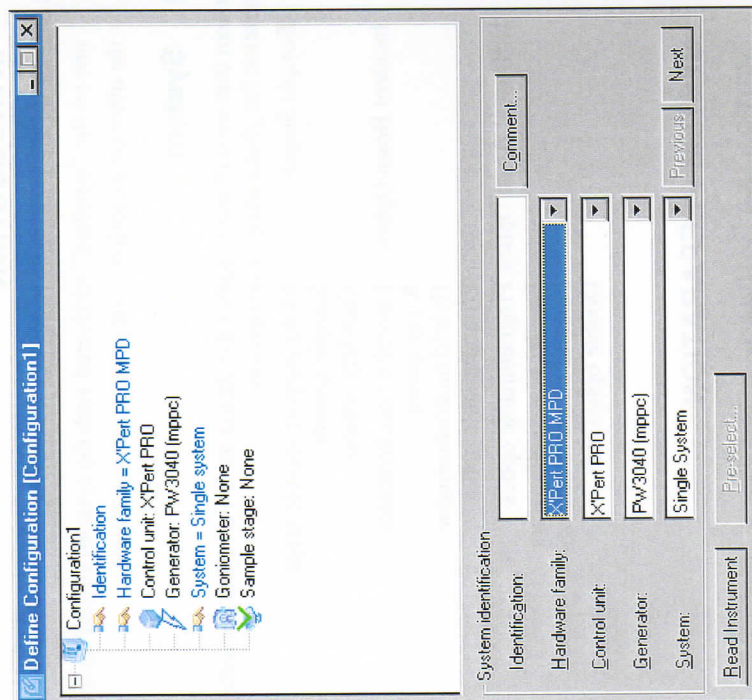 Define Configuration [Configuration1]
Configuration1
Identification
Hardware family = X'Pert PRO MPD
Control unit: X'Pert PRO
Generator: PW3040 (mppc)
System = Single system
Goniometer: None
Sample stage: None
System identification
Identification:
Comment...
Hardware family:
X'Pert PRO MPD
Control unit:
X'Pert PRO
Generator:
PW3040 (mppc)
System:
Single System
Previous
Next
Read Instrument
Pre-select...